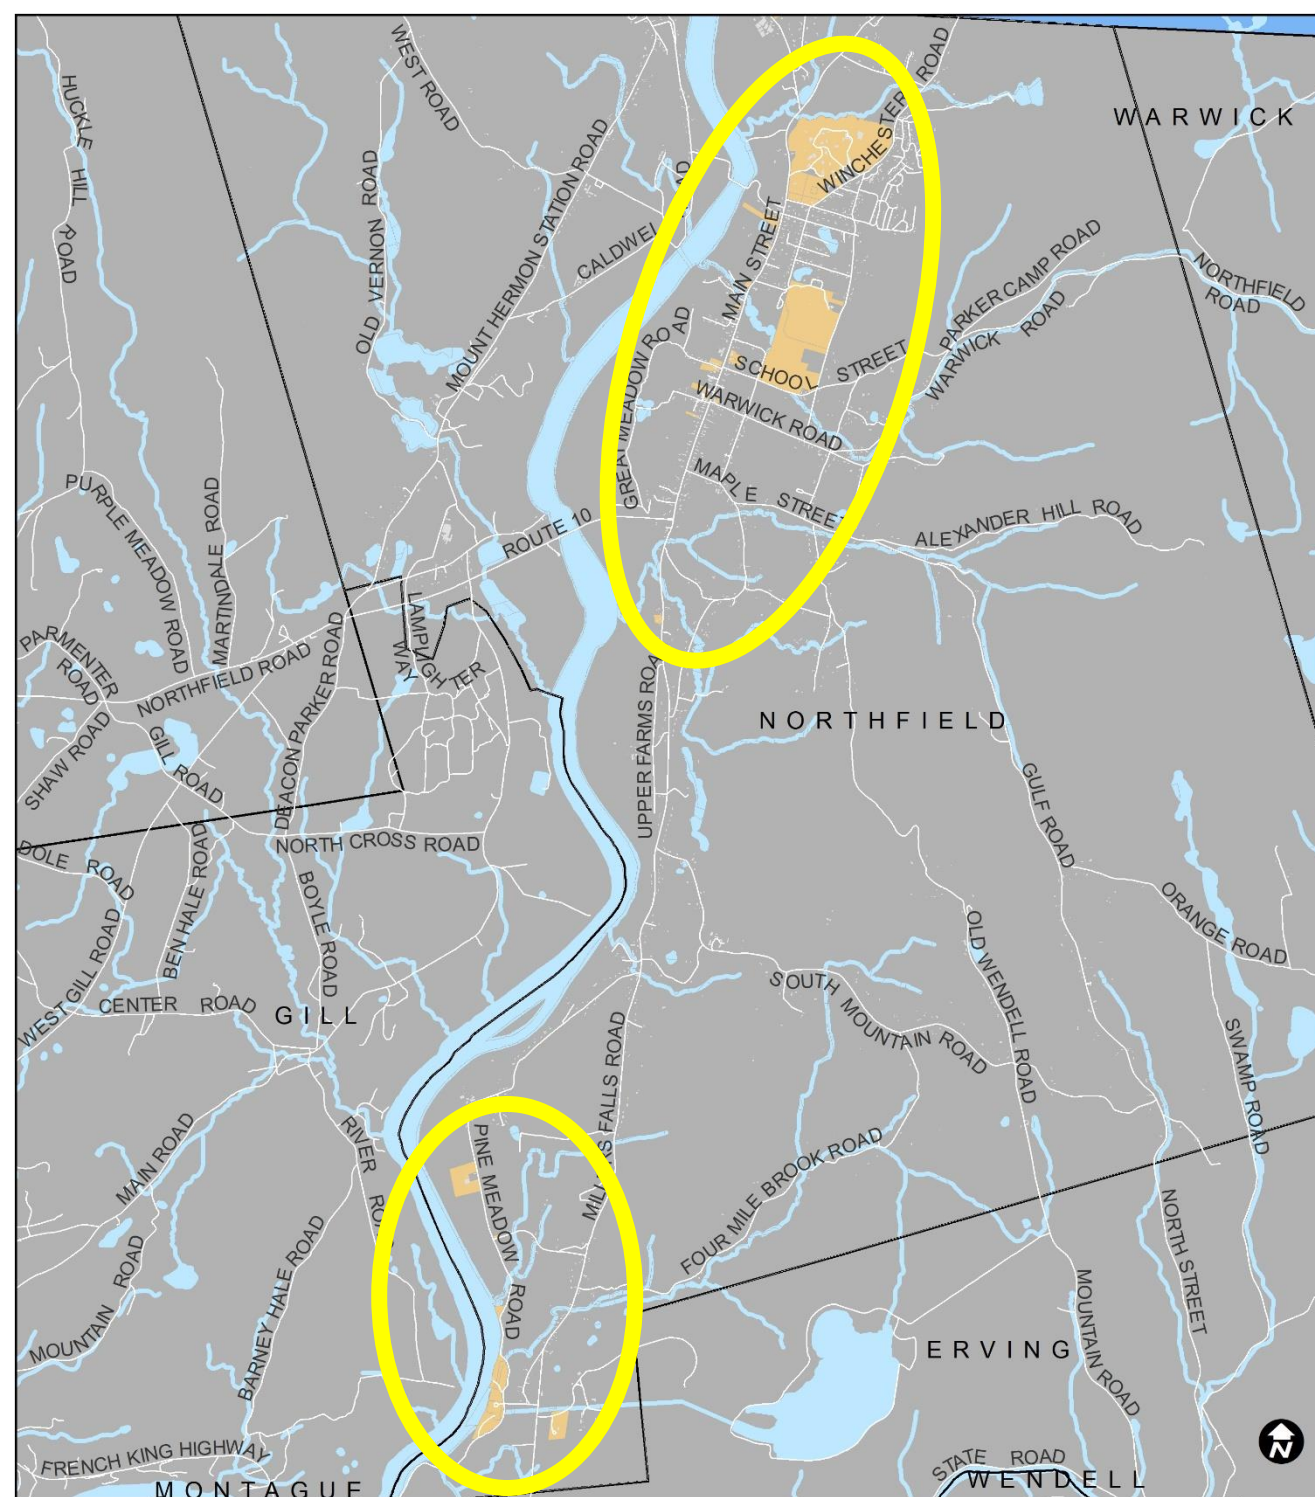 WEST ROAD
WINCHESTER ROAD
HUCKLE HILL ROAD
WARWICK
OLD VERNON ROAD
MOUNT HERMON STATION ROAD
MAIN STREET
PARKER CAMP ROAD
NORTHFIELD ROAD
WARWICK ROAD
GREAT MEADOW ROAD
SCHOOL STREET
WARWICK ROAD
MAPLE STREET
ALEXANDER HILL ROAD
ROUTE 10
PURPLE MEADOW ROAD
MARTINDALE ROAD
PARMENTER ROAD
NORTHFIELD ROAD
LAMPLIGHTER WAY
DEACON PARKER ROAD
SHAW ROAD
GILL ROAD
UPPER FARMS ROA
NORTHFIELD
GULF ROAD
DOLE ROAD
BEN HALE ROAD
NORTH CROSS ROAD
BOYLE ROAD
WEST GILL ROAD
CENTER ROAD
GILL
ORANGE ROAD
OLD WENDELL ROAD
SOUTH MOUNTAIN ROAD
SWAMP ROAD
MAIN ROAD
RIVER RO
PINE MEADOW ROAD
FOUR MILE BROOK ROAD
NORTH STREET
MOUNTAIN ROAD
BARNEY HALE ROAD
MOUNTAIN ROAD
ERVING
FRENCH KING HIGHWAY
STATE ROAD
MONTAGUE
WENDELL
N